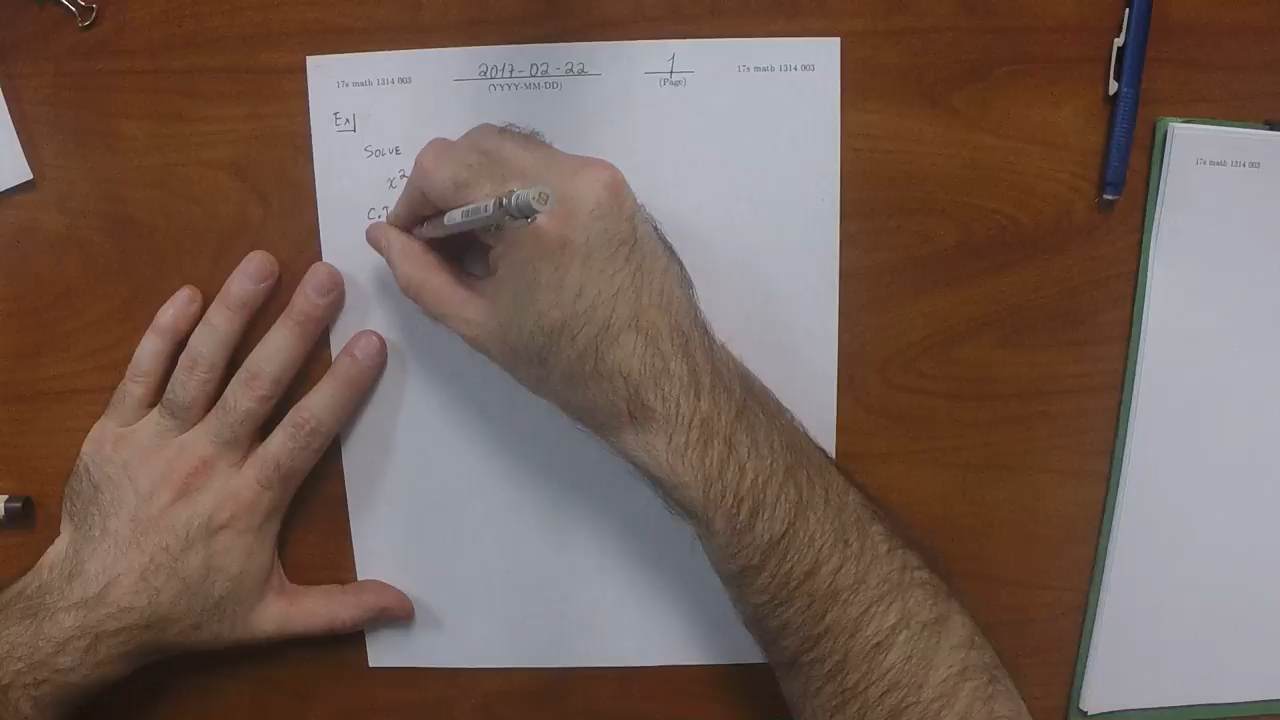 17s math 1314 003 2017-02-22 1 17s math 1314 003
(YYYY-MM-DD) (Page)
Ex
SOLVE
x²
17s math 1314 003